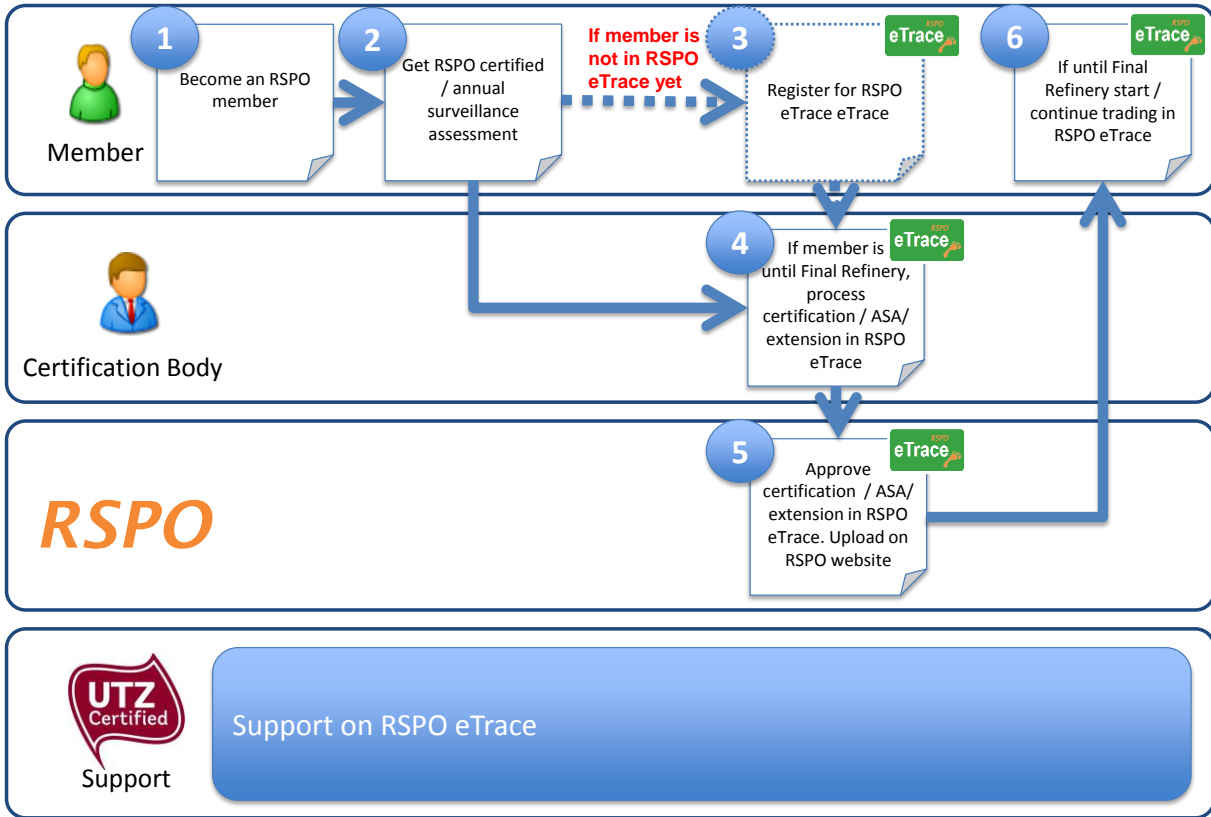 1
Become an RSPO
member
2
Get RSPO certified
/ annual
surveillance
assessment
If member is
not in RSPO
eTrace yet
3
RSPO
eTrace
Register for RSPO
eTrace eTrace
6
RSPO
eTrace
If until Final
Refinery start /
continue trading in
RSPO eTrace
Member
4
RSPO
eTrace
If member is
until Final Refinery,
process
certification / ASA/
extension in RSPO
eTrace
Certification Body
5
RSPO
eTrace
Approve
certification / ASA/
extension in RSPO
eTrace. Upload on
RSPO website
RSPO
UTZ
Certified
Support
Support on RSPO eTrace